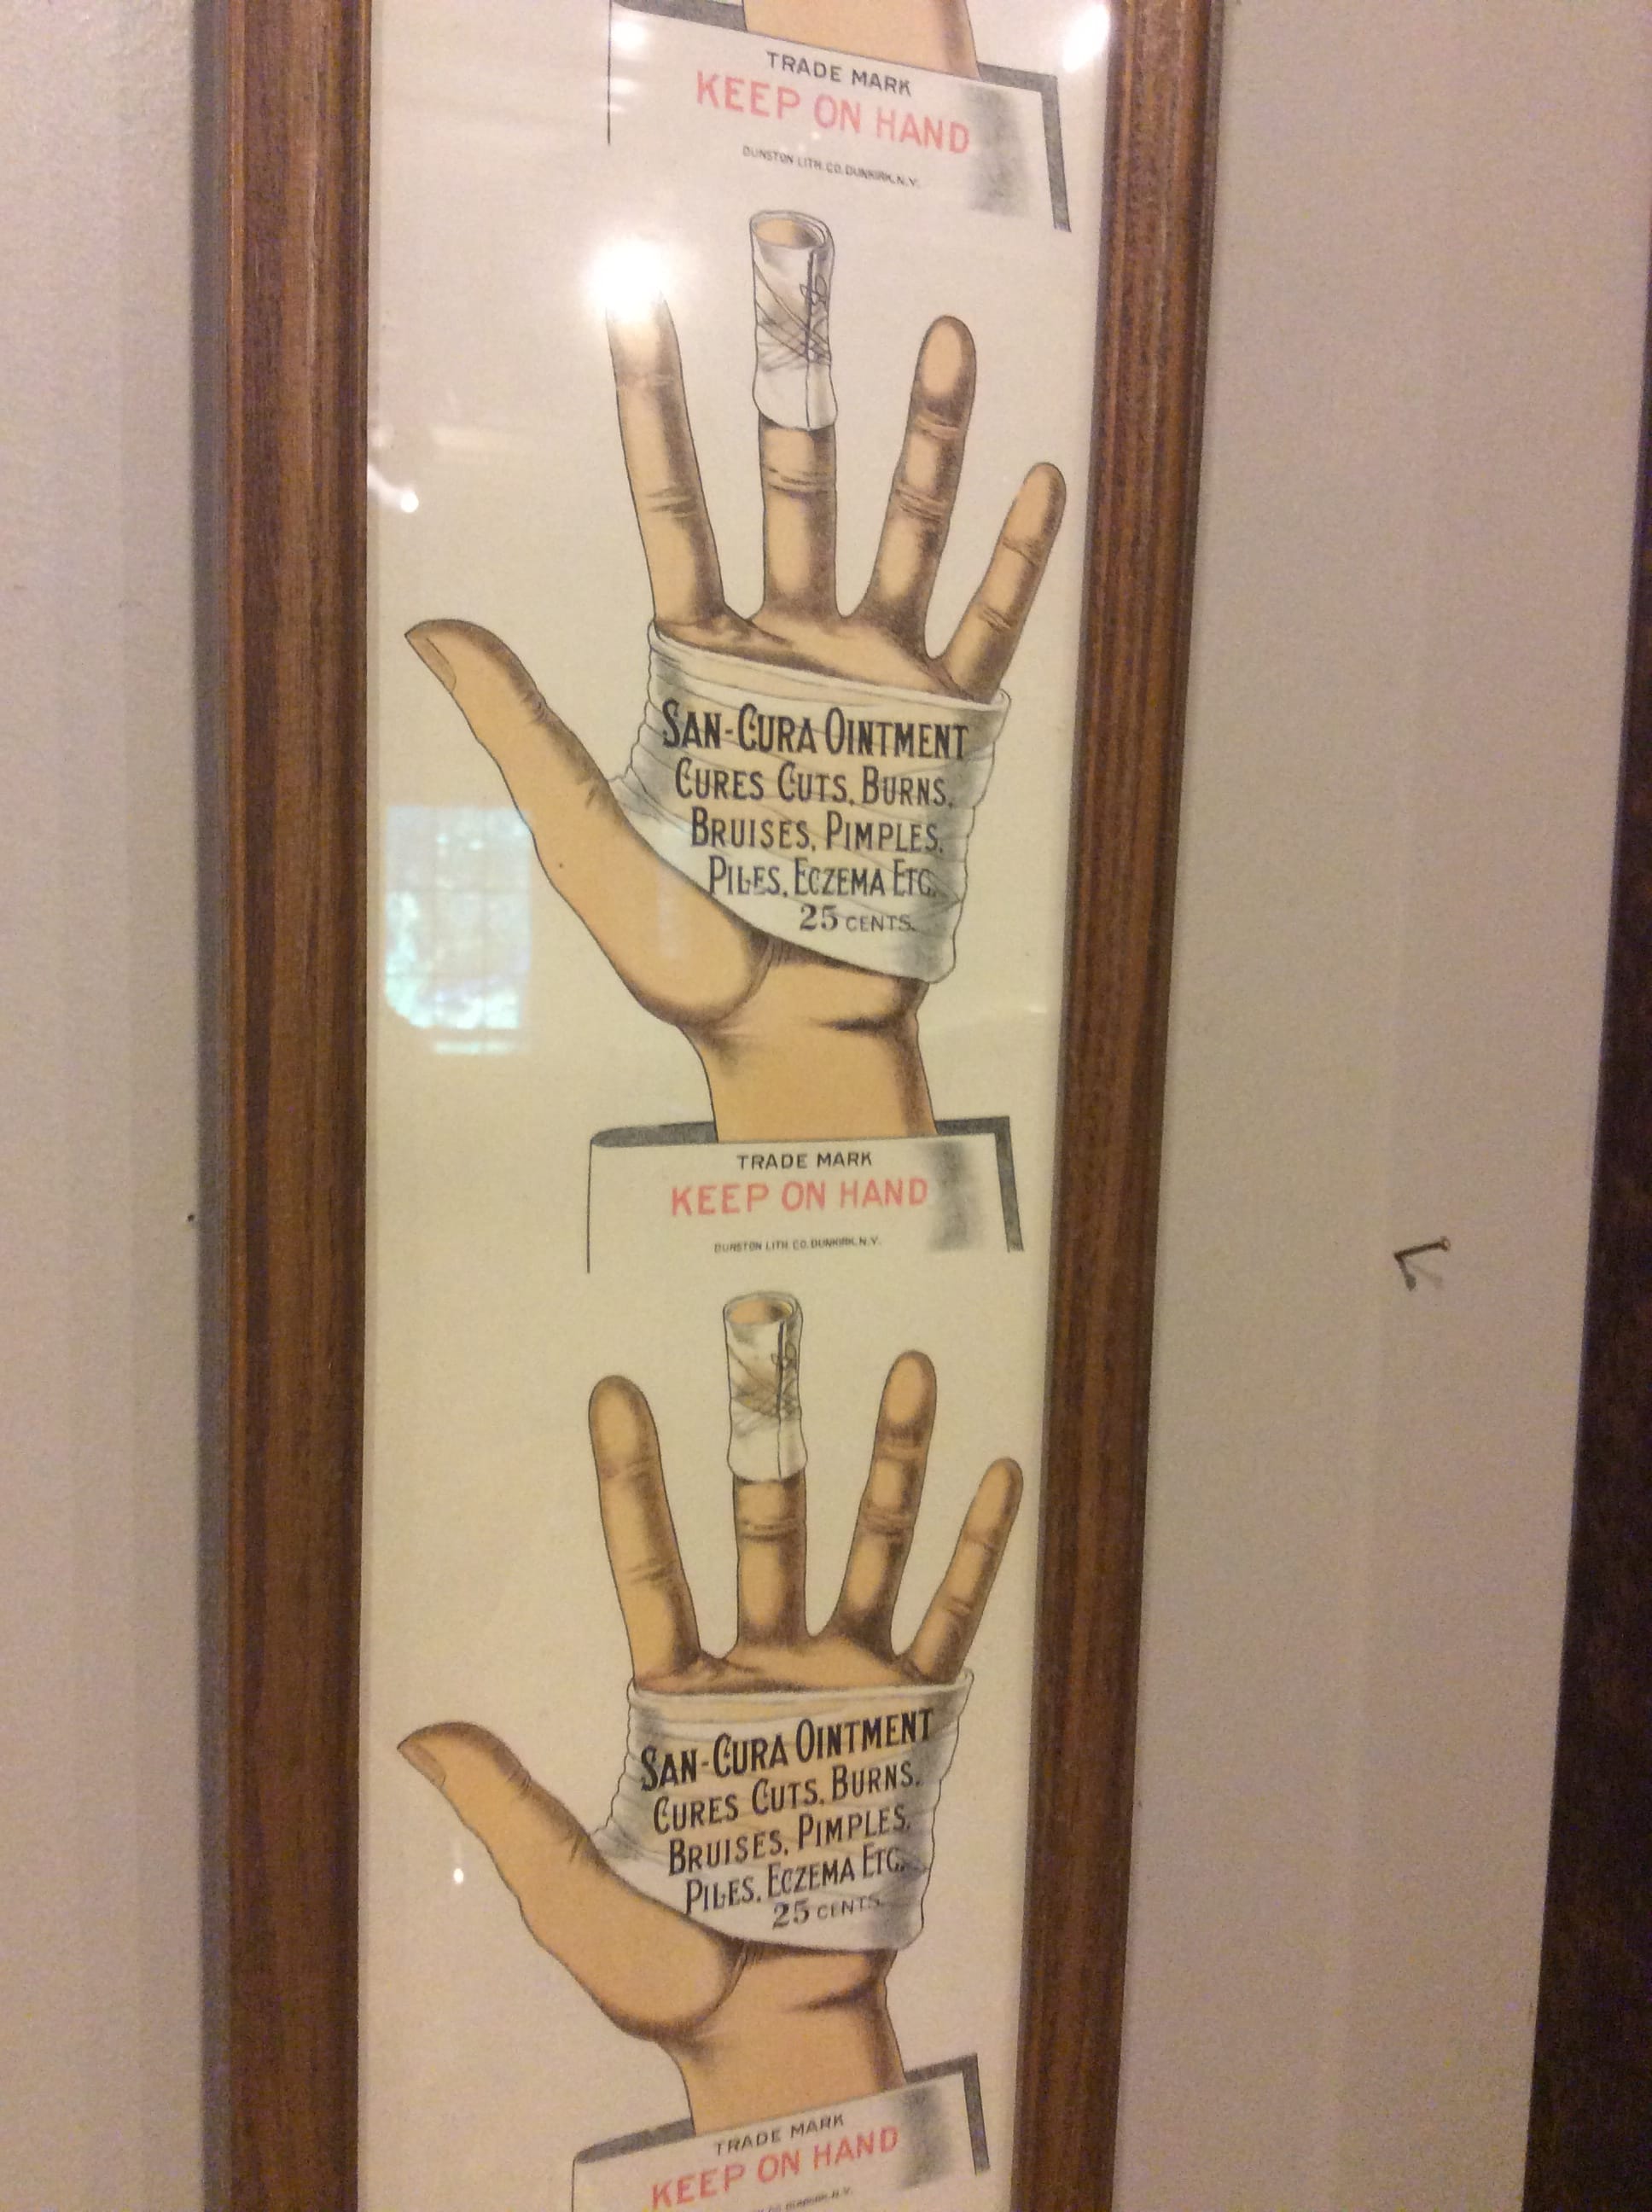 TRADE MARK
KEEP ON HAND
DUNSTON LITH. CO. DUNKIRK, N.Y.
SAN-CURA OINTMENT
CURES CUTS, BURNS,
BRUISES, PIMPLES,
PILES, ECZEMA ETC.
25 CENTS.
TRADE MARK
KEEP ON HAND
DUNSTON LITH. CO. DUNKIRK, N.Y.
SAN-CURA OINTMENT
CURES CUTS, BURNS,
BRUISES, PIMPLES,
PILES, ECZEMA ETC.
25 CENTS.
TRADE MARK
KEEP ON HAND
CO. DUNKIRK, N.Y.